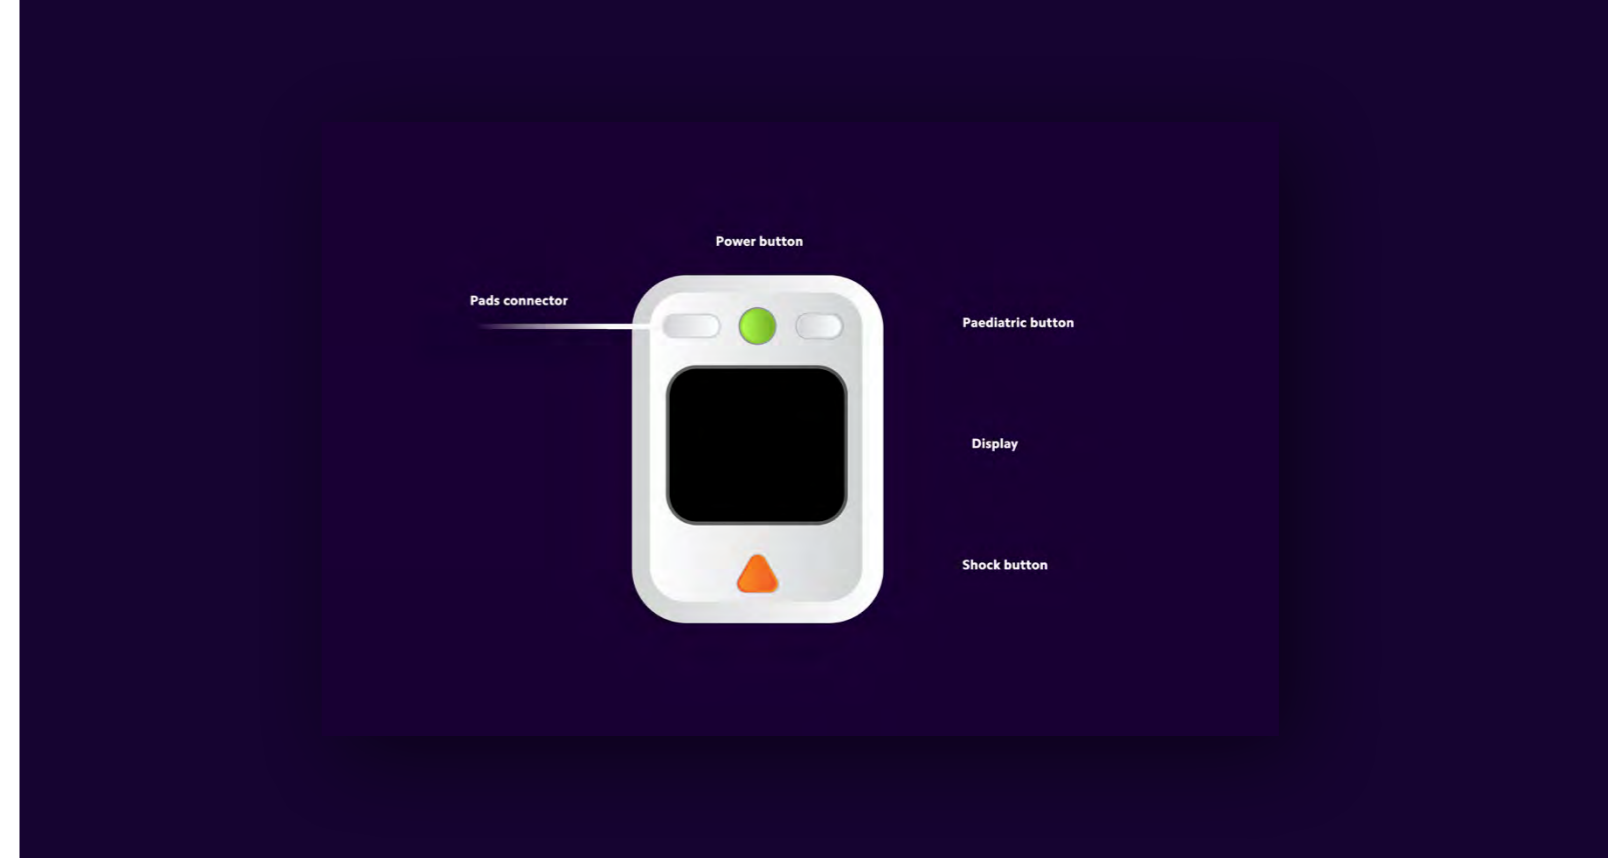 Power button
Pads connector
Paediatric button
Display
Shock button